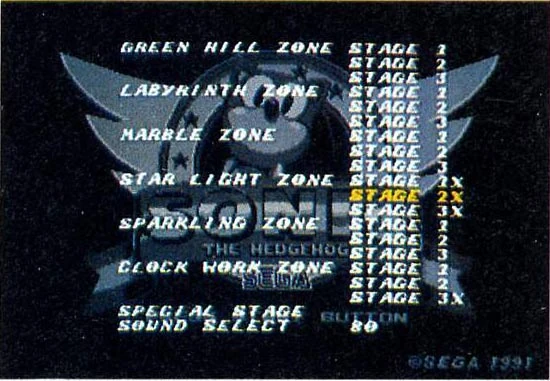 GREEN HILL ZONE STAGE 1
STAGE 2
STAGE 3
LABYRINTH ZONE STAGE 1
STAGE 2
STAGE 3
MARBLE ZONE STAGE 1
STAGE 2
STAGE 3
STAR LIGHT ZONE STAGE 1X
STAGE 2X
STAGE 3X
SPARKLING ZONE STAGE 1
STAGE 2
STAGE 3
CLOCK WORK ZONE STAGE 1
STAGE 2
STAGE 3X
SPECIAL STAGE
SOUND SELECT 80
SONIC
THE HEDGEHOG
SEGA
BUTTON
©SEGA 1991